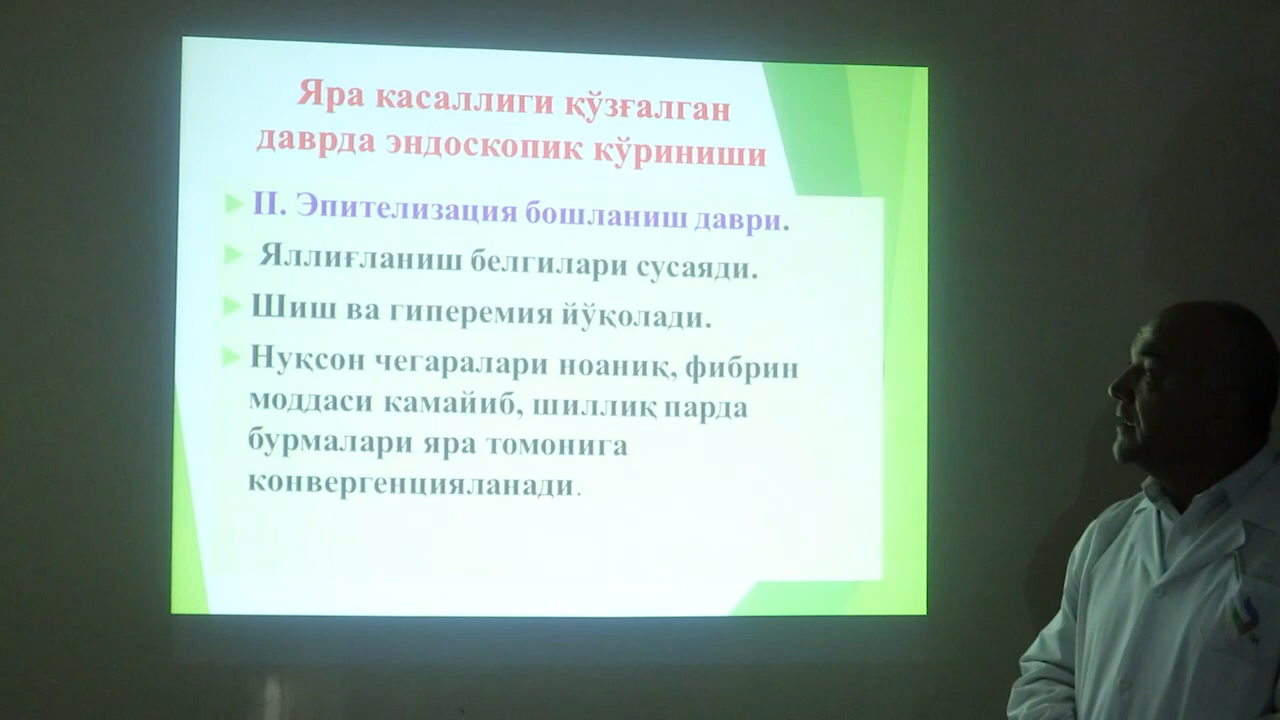 Яра касаллиги қўзғалган
даврда эндоскопик кўриниши
II. Эпителизация бошланиш даври.
Яллиғланиш белгилари сусаяди.
Шиш ва гиперемия йўқолади.
Нуқсон чегаралари ноаниқ, фибрин
моддаси камайиб, шиллиқ парда
бурмалари яра томонига
конвергенцияланади.